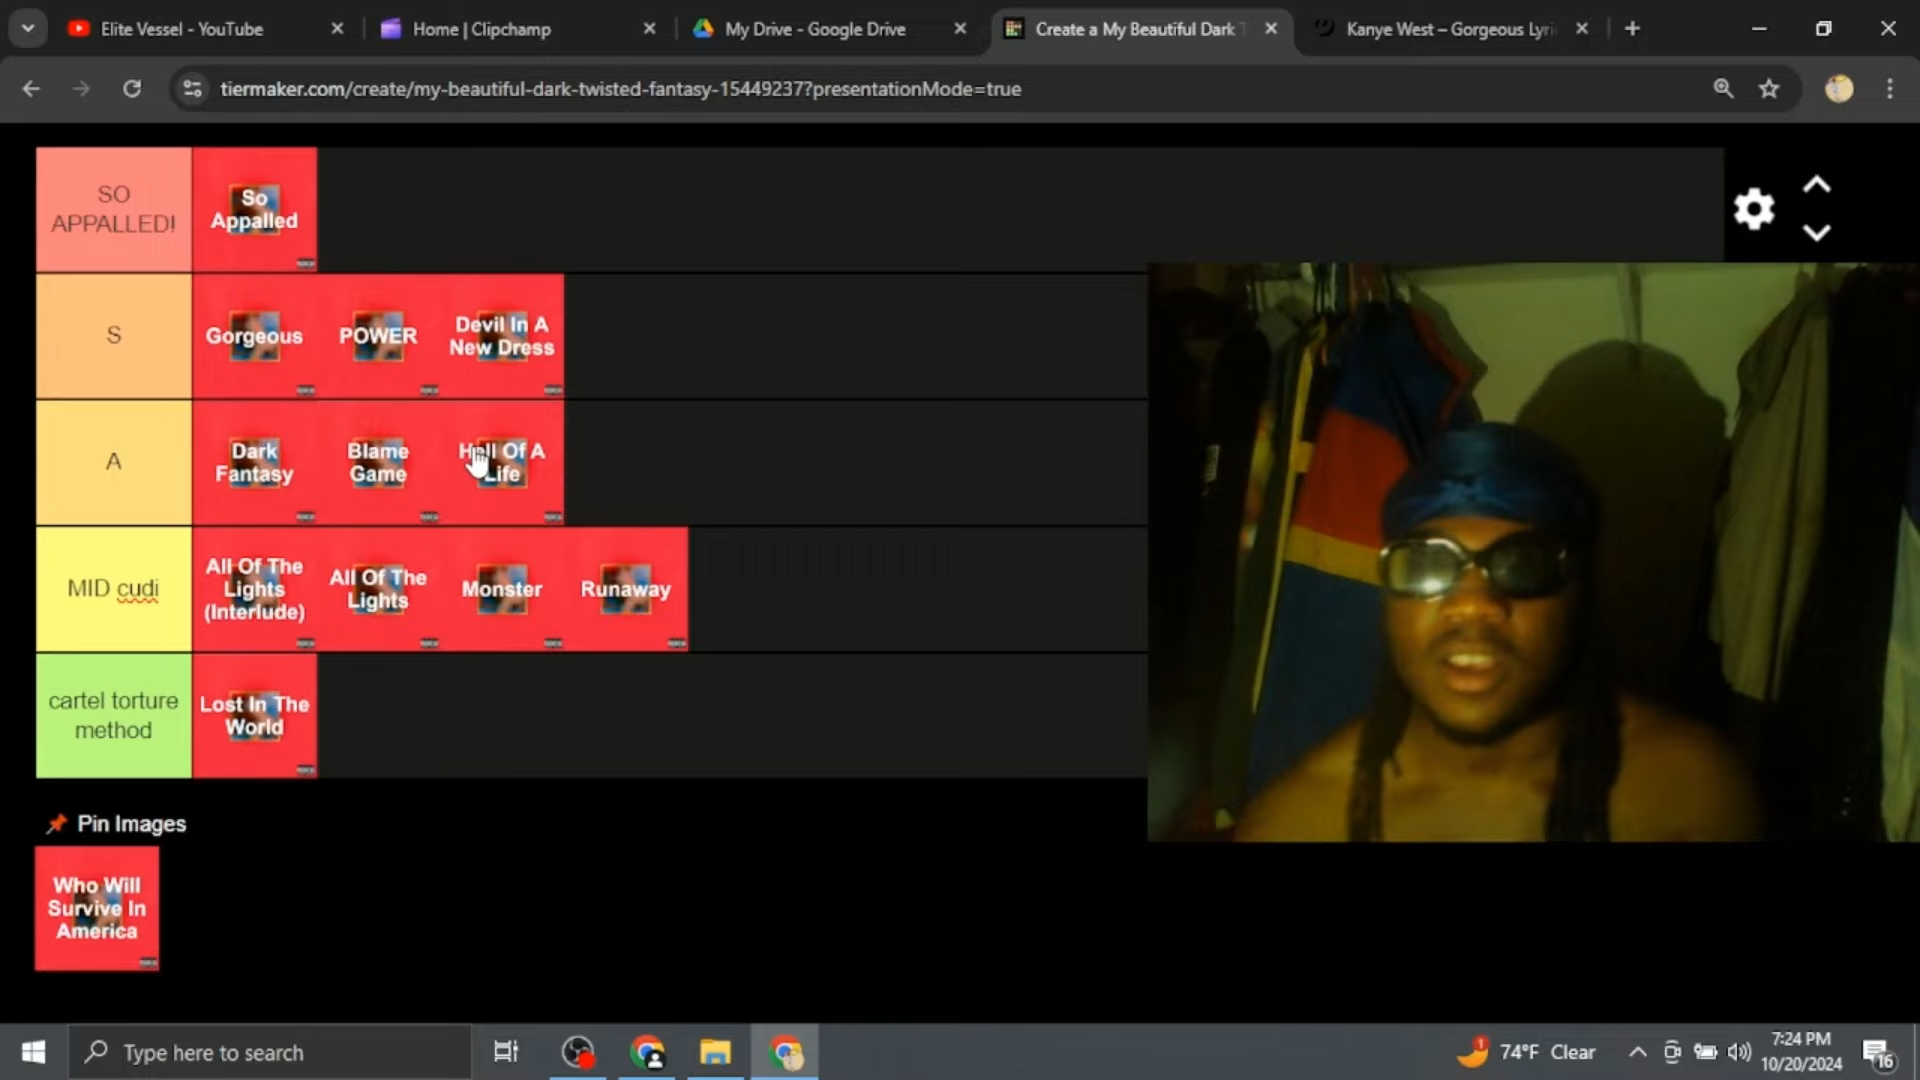 Elite Vessel - YouTube
Home | Clipchamp
My Drive - Google Drive
Create a My Beautiful Dark
Kanye West – Gorgeous Lyri
tiermaker.com/create/my-beautiful-dark-twisted-fantasy-15449237?presentationMode=true
SO
APPALLED!
So
Appalled
S
Gorgeous
POWER
Devil In A
New Dress
A
Dark
Fantasy
Blame
Game
Hell Of A
Life
MID cudi
All Of The
Lights
(Interlude)
All Of The
Lights
Monster
Runaway
cartel torture
method
Lost In The
World
Pin Images
Who Will
Survive In
America
Type here to search
1
74°F Clear
7:24 PM
10/20/2024
16